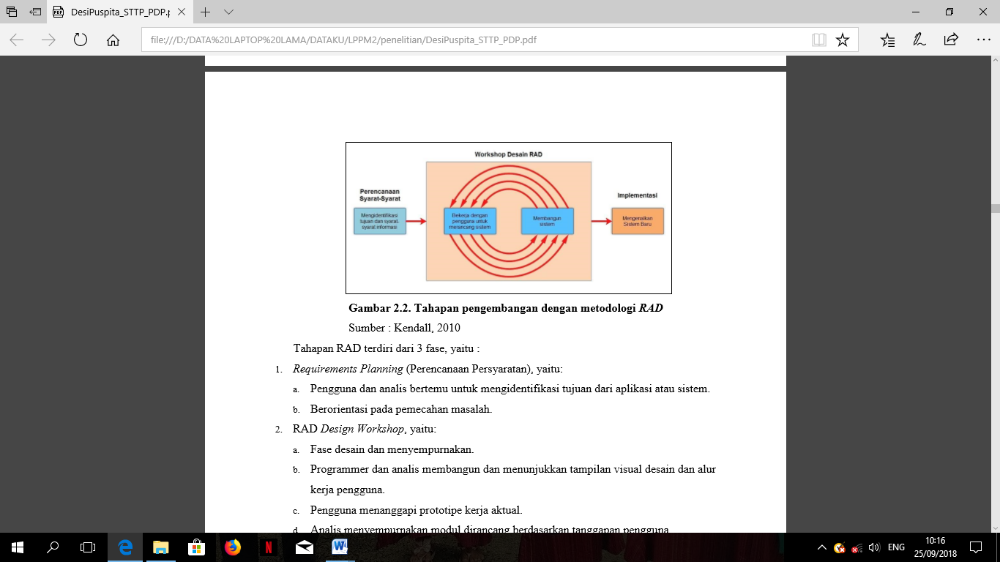 DesiPuspita_STTP_PDP.p
file:///D:/DATA%20LAPTOP%20LAMA/DATAKU/LPPM2/penelitian/DesiPuspita_STTP_PDP.pdf
Workshop Desain RAD
Perencanaan
Syarat-Syarat
Mengidentifikasi
tujuan dan syarat-
syarat informasi
Bekerja dengan
pengguna untuk
merancang sistem
Membangun
sistem
Implementasi
Mengenalkan
Sistem Baru
Gambar 2.2. Tahapan pengembangan dengan metodologi RAD
Sumber : Kendall, 2010
Tahapan RAD terdiri dari 3 fase, yaitu :
1. Requirements Planning (Perencanaan Persyaratan), yaitu:
a. Pengguna dan analis bertemu untuk mengidentifikasi tujuan dari aplikasi atau sistem.
b. Berorientasi pada pemecahan masalah.
2. RAD Design Workshop, yaitu:
a. Fase desain dan menyempurnakan.
b. Programmer dan analis membangun dan menunjukkan tampilan visual desain dan alur
kerja pengguna.
c. Pengguna menanggapi prototipe kerja aktual.
d. Analis menyempurnakan modul dirancang berdasarkan tanggapan pengguna.
ENG
10:16
25/09/2018